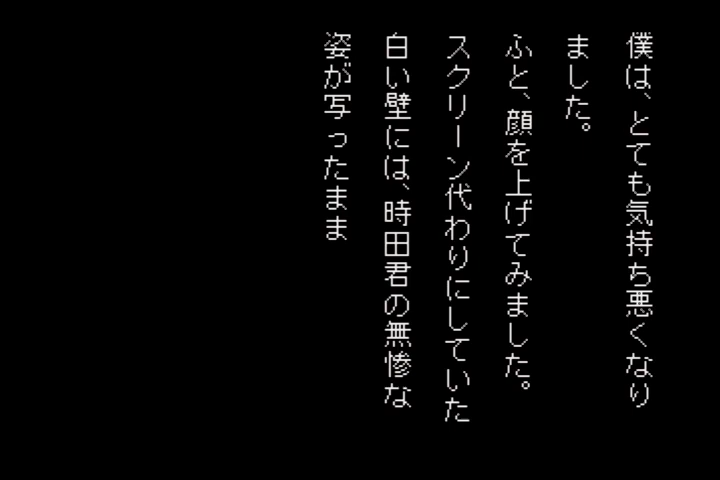 僕は、とても気持ち悪くなり
ました。
ふと、顔を上げてみました。
スクリーン代わりにしていた
白い壁には、時田君の無惨な
姿が写ったまま